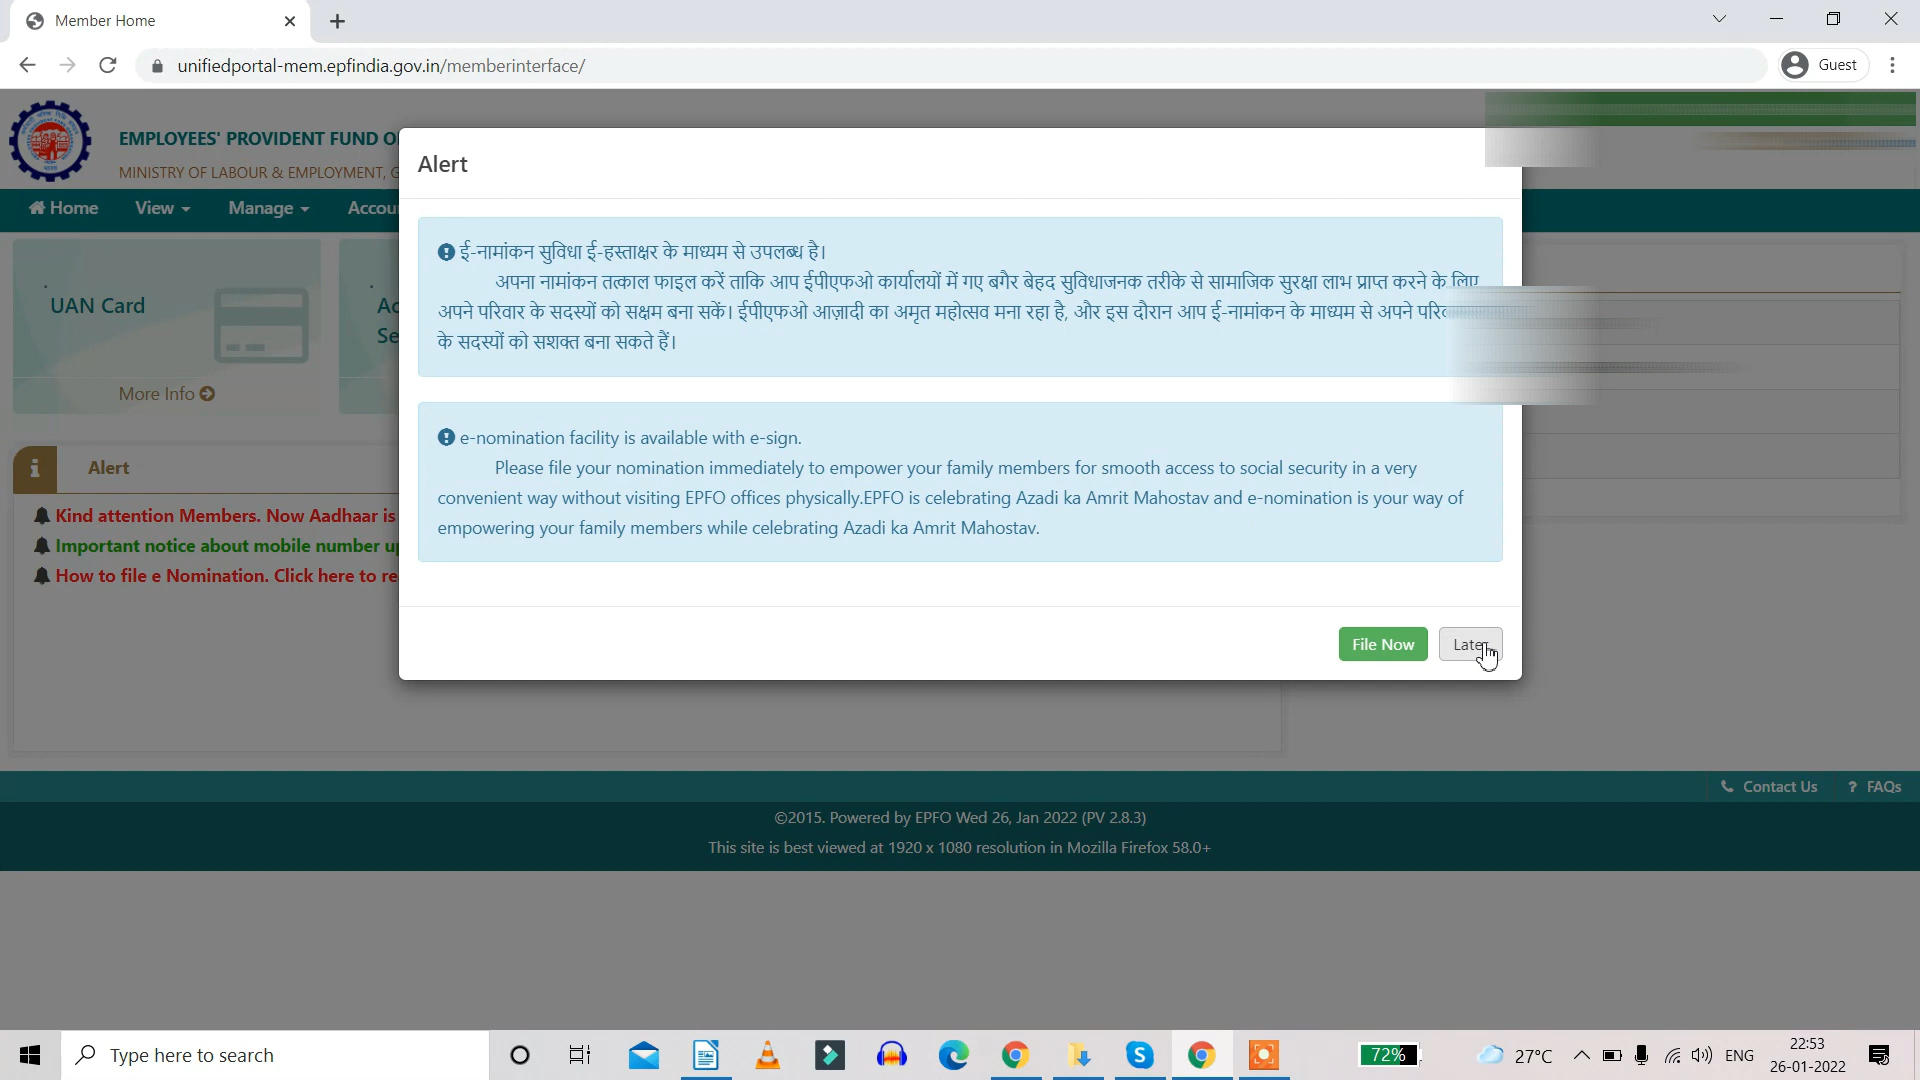 Member Home
unifiedportal-mem.epfindia.gov.in/memberinterface/
Guest
EMPLOYEES' PROVIDENT FUND
MINISTRY OF LABOUR & EMPLOYMENT,
Home View Manage
Alert
ई-नामांकन सुविधा ई-हस्ताक्षर के माध्यम से उपलब्ध है।
अपना नामांकन तत्काल फाइल करें ताकि आप ईपीएफओ कार्यालयों में गए बगैर बेहद सुविधाजनक तरीके से सामाजिक सुरक्षा लाभ प्राप्त करने के लिए
अपने परिवार के सदस्यों को सक्षम बना सकें। ईपीएफओ आज़ादी का अमृत महोत्सव मना रहा है, और इस दौरान आप ई-नामांकन के माध्यम से अपने
के सदस्यों को सशक्त बना सकते हैं।
e-nomination facility is available with e-sign.
Please file your nomination immediately to empower your family members for smooth access to social security in a very
convenient way without visiting EPFO offices physically.EPFO is celebrating Azadi ka Amrit Mahostav and e-nomination is your way of
empowering your family members while celebrating Azadi ka Amrit Mahostav.
File Now Later
UAN Card
More Info
Alert
Kind attention Members. Now Aadhaar is
Important notice about mobile number
How to file e Nomination. Click here to
Contact Us ? FAQs
©2015. Powered by EPFO Wed 26, Jan 2022 (PV 2.8.3)
This site is best viewed at 1920 x 1080 resolution in Mozilla Firefox 58.0+
Type here to search
72%
27°C
ENG
22:53
26-01-2022